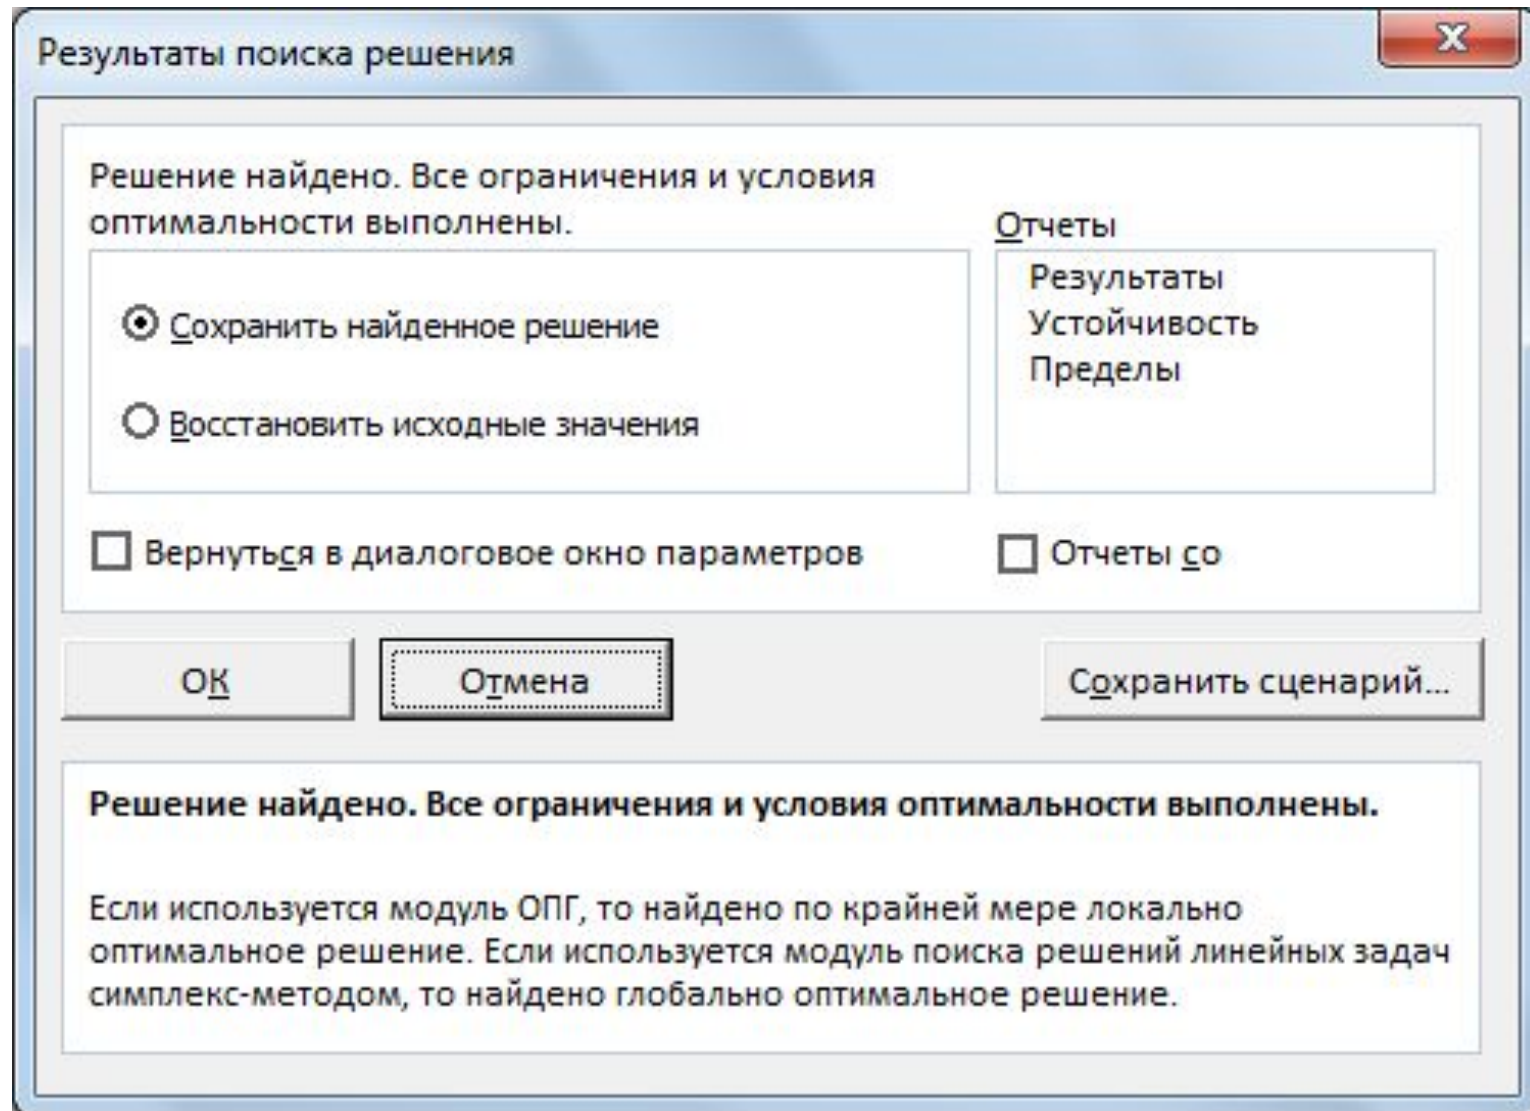 Результаты поиска решения
Решение найдено. Все ограничения и условия
оптимальности выполнены.
Отчеты
Сохранить найденное решение
Восстановить исходные значения
Результаты
Устойчивость
Пределы
Вернуться в диалоговое окно параметров
Отчеты со
ОК
Отмена
Сохранить сценарий...
Решение найдено. Все ограничения и условия оптимальности выполнены.
Если используется модуль ОПГ, то найдено по крайней мере локально
оптимальное решение. Если используется модуль поиска решений линейных задач
симплекс-методом, то найдено глобально оптимальное решение.